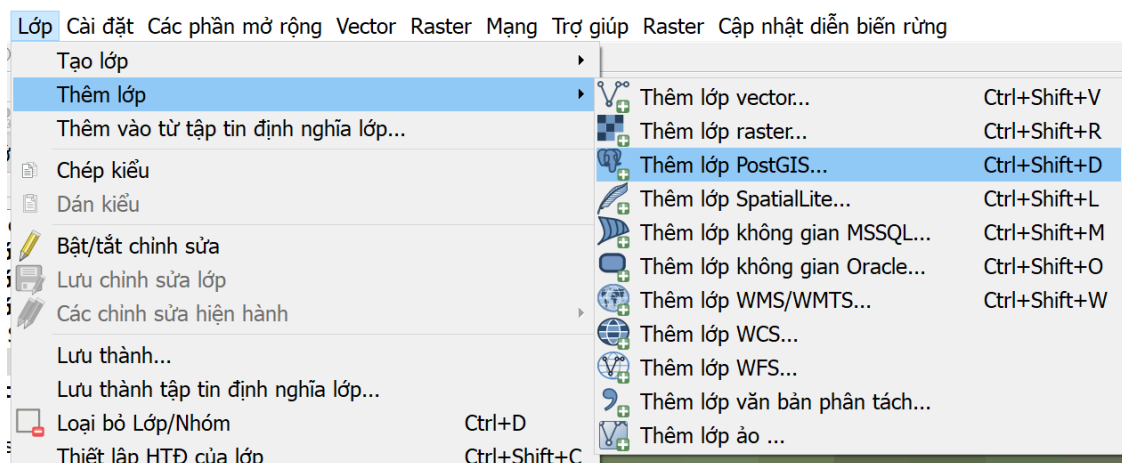 Lớp Cài đặt Các phần mở rộng Vector Raster Mạng Trợ giúp Raster Cập nhật diễn biến rừng
Tạo lớp
Thêm lớp
Thêm vào từ tập tin định nghĩa lớp...
Chép kiểu
Dán kiểu
Bật/tắt chỉnh sửa
Lưu chỉnh sửa lớp
Các chỉnh sửa hiện hành
Lưu thành...
Lưu thành tập tin định nghĩa lớp...
Loại bỏ Lớp/Nhóm Ctrl+D
Thiết lập HTĐ của lớp Ctrl+Shift+C
Thêm lớp vector... Ctrl+Shift+V
Thêm lớp raster... Ctrl+Shift+R
Thêm lớp PostGIS... Ctrl+Shift+D
Thêm lớp SpatialLite... Ctrl+Shift+L
Thêm lớp không gian MSSQL... Ctrl+Shift+M
Thêm lớp không gian Oracle... Ctrl+Shift+O
Thêm lớp WMS/WMTS... Ctrl+Shift+W
Thêm lớp WCS...
Thêm lớp WFS...
Thêm lớp văn bản phân tách...
Thêm lớp ảo ...